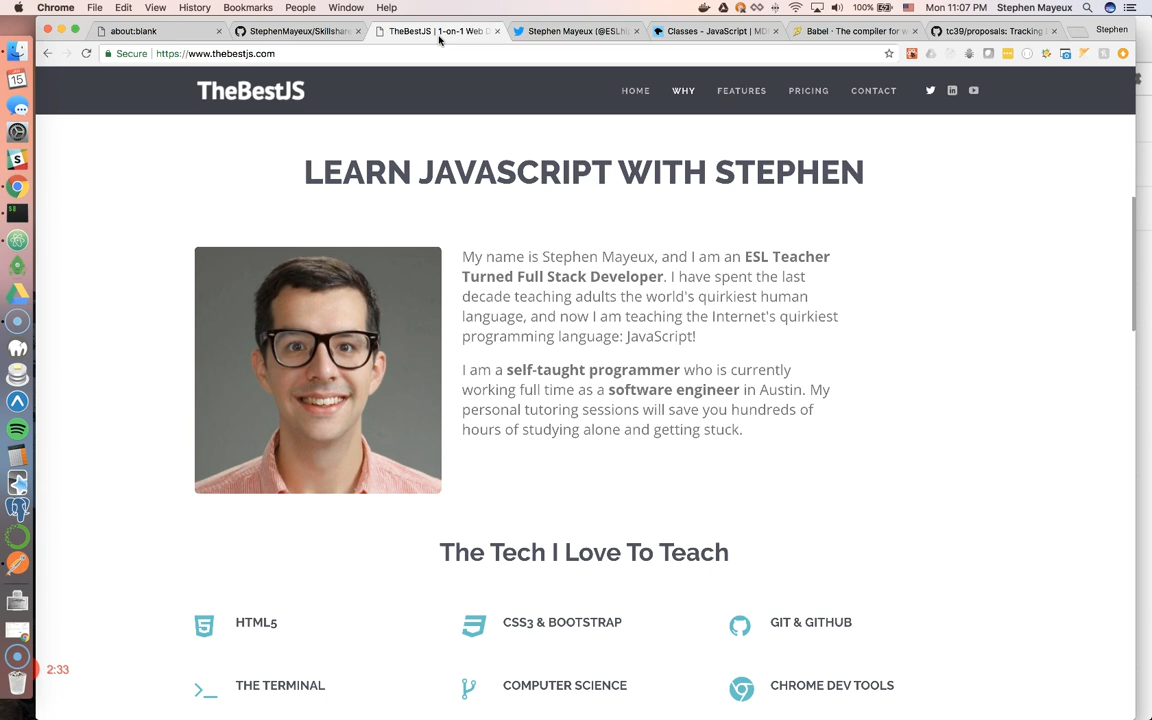 Chrome File Edit View History Bookmarks People Window Help
100% Mon 11:07 PM Stephen Mayeux
about:blank
StephenMayeux/Skillshar
TheBestJS | 1-on-1 Web D
Stephen Mayeux (@ESLhip
Classes - JavaScript | MD
Babel · The compiler for w
tc39/proposals: Tracking
Stephen
Secure https://www.thebestjs.com
TheBestJS
HOME WHY FEATURES PRICING CONTACT
LEARN JAVASCRIPT WITH STEPHEN
My name is Stephen Mayeux, and I am an ESL Teacher
Turned Full Stack Developer. I have spent the last
decade teaching adults the world's quirkiest human
language, and now I am teaching the Internet's quirkiest
programming language: JavaScript!
I am a self-taught programmer who is currently
working full time as a software engineer in Austin. My
personal tutoring sessions will save you hundreds of
hours of studying alone and getting stuck.
The Tech I Love To Teach
HTML5
CSS3 & BOOTSTRAP
GIT & GITHUB
THE TERMINAL
COMPUTER SCIENCE
CHROME DEV TOOLS
15
2:33